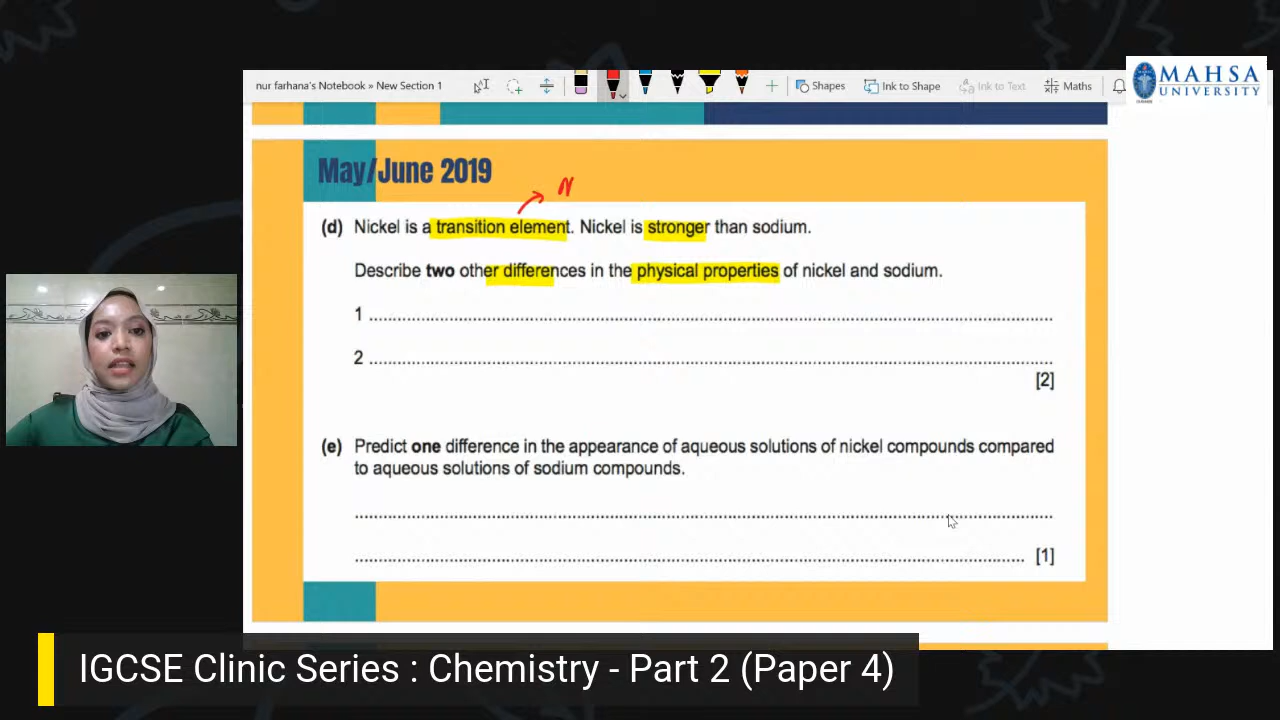 nur farhana's Notebook » New Section 1
Shapes
Ink to Shape
Ink to Text
Maths
MAHSA
UNIVERSITY
May/June 2019
N
(d) Nickel is a transition element. Nickel is stronger than sodium.
Describe two other differences in the physical properties of nickel and sodium.
1 ........................................................................
2 ........................................................................
[2]
(e) Predict one difference in the appearance of aqueous solutions of nickel compounds compared
to aqueous solutions of sodium compounds.
........................................................................
........................................................................ [1]
IGCSE Clinic Series : Chemistry - Part 2 (Paper 4)